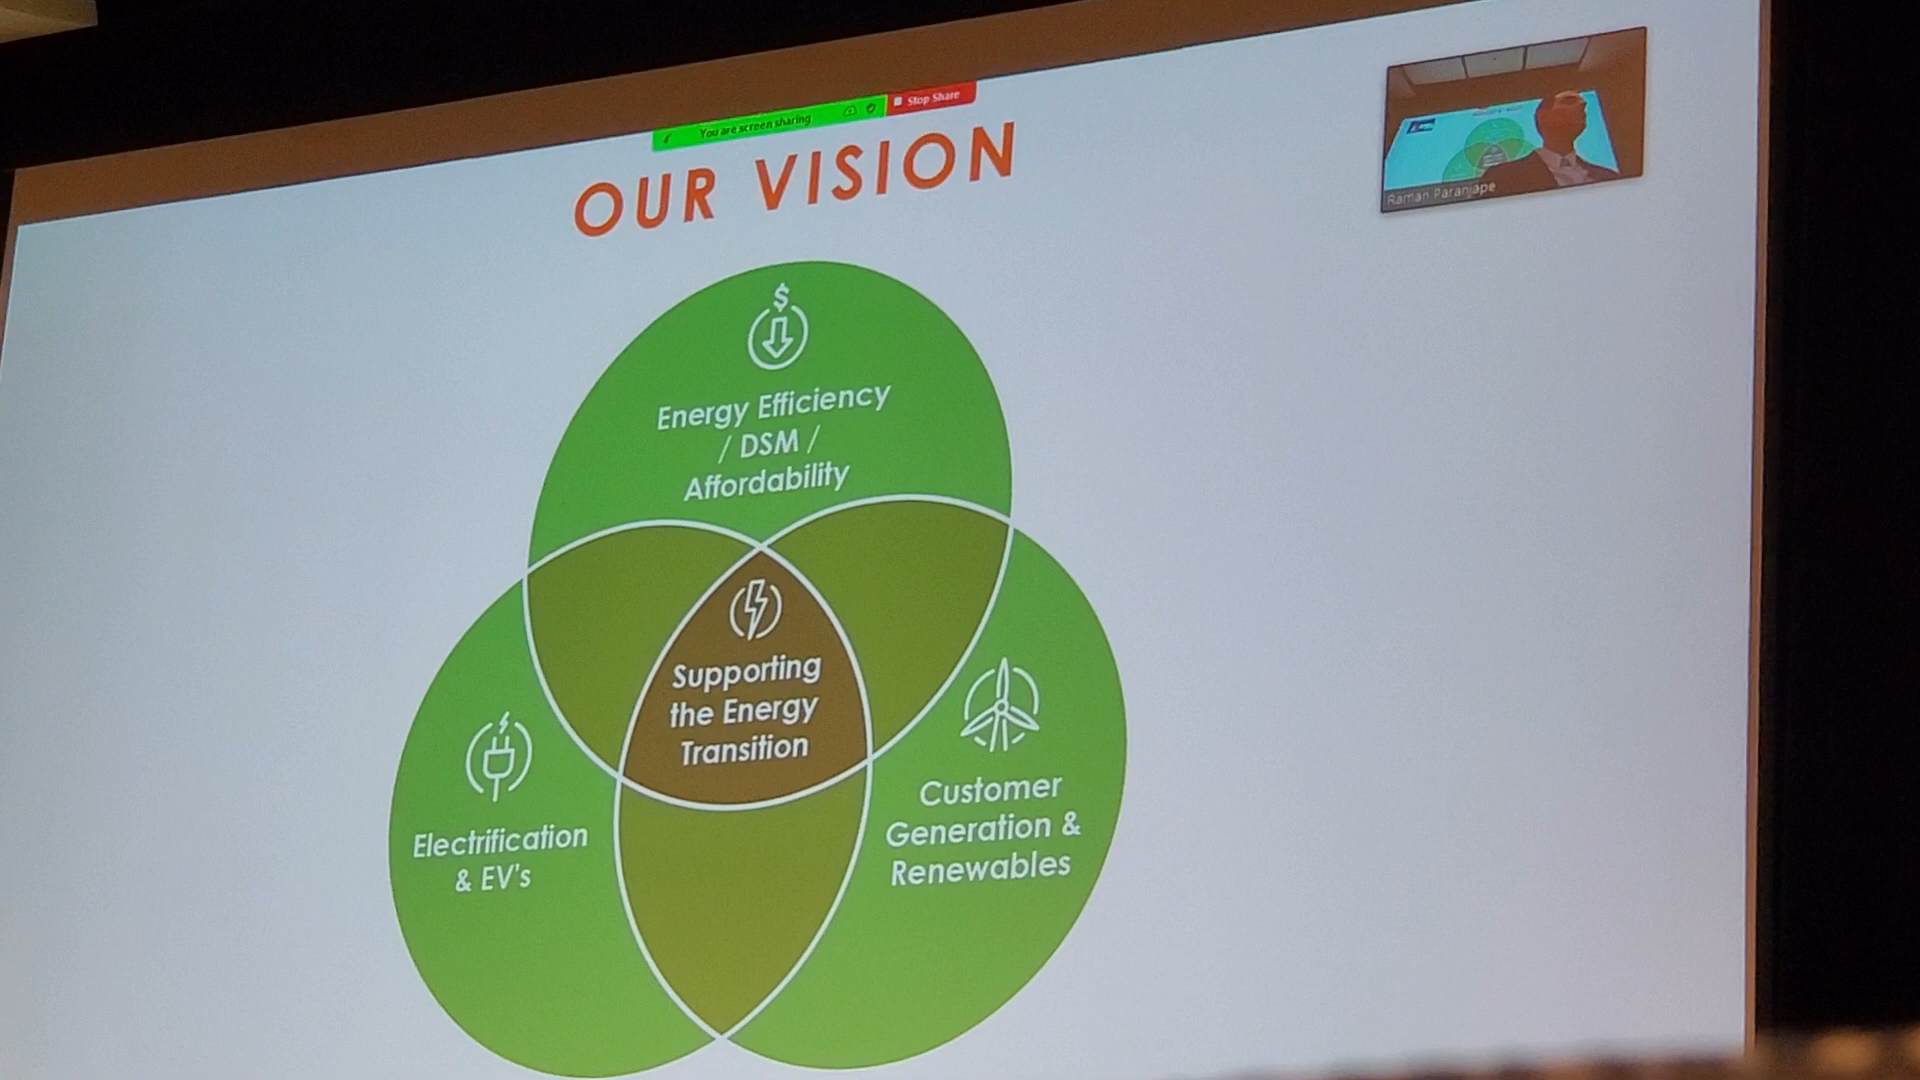 You are screen sharing
Stop Share
OUR VISION
Raman Paranjape
$
Energy Efficiency
/ DSM /
Affordability
Supporting
the Energy
Transition
Electrification
& EV's
Customer
Generation &
Renewables